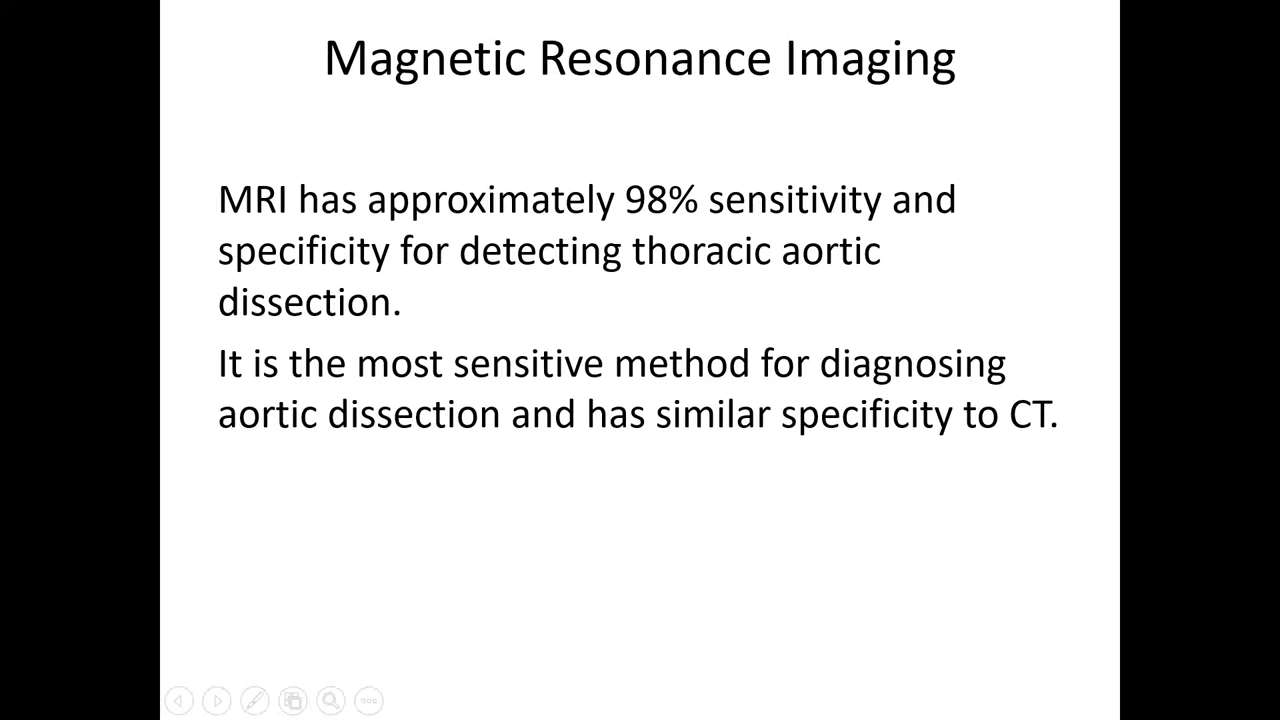 Magnetic Resonance Imaging
MRI has approximately 98% sensitivity and
specificity for detecting thoracic aortic
dissection.
It is the most sensitive method for diagnosing
aortic dissection and has similar specificity to CT.